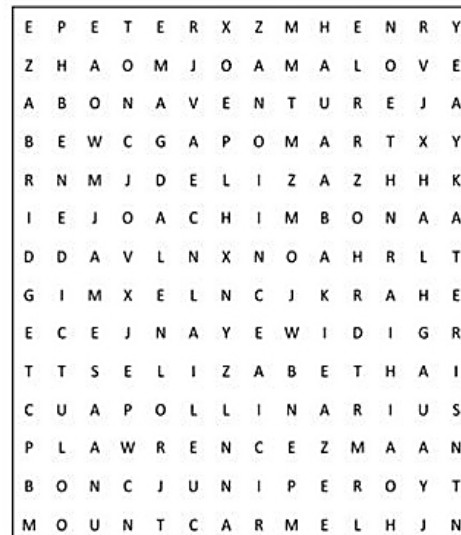 E P E T E R X Z M H E N R Y
Z H A O M J O A M A L O V E
A B O N A V E N T U R E J A
B E W C G A P O M A R T X Y
R N M J D E L I Z A Z H H K
I E J O A C H I M B O N A A
D D A V L N X N O A H R L T
G I M X E L N C J K R A H E
E C E J N A Y E W I D I G R
T T S E L I Z A B E T H A I
C U A P O L L I N A R I U S
P L A W R E N C E Z M A A N
B O N C J U N I P E R O Y T
M O U N T C A R M E L H J N